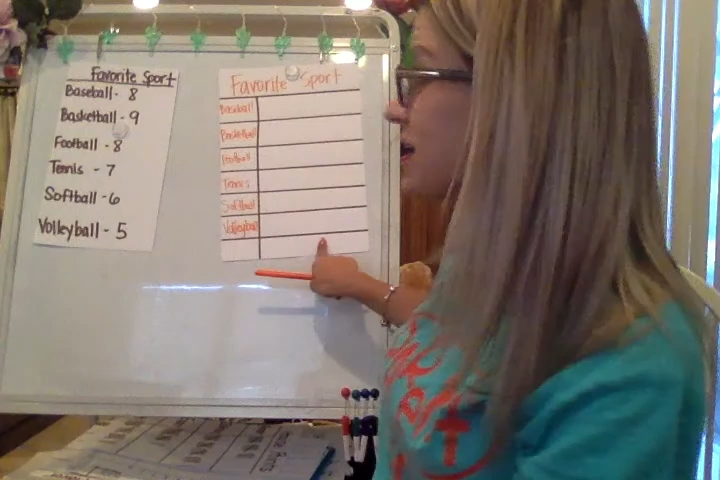 Favorite Sport
Baseball - 8
Basketball - 9
Football - 8
Tennis - 7
Softball - 6
Volleyball - 5
Favorite Sport
Baseball
Basketball
Football
Tennis
Softball
Volleyball